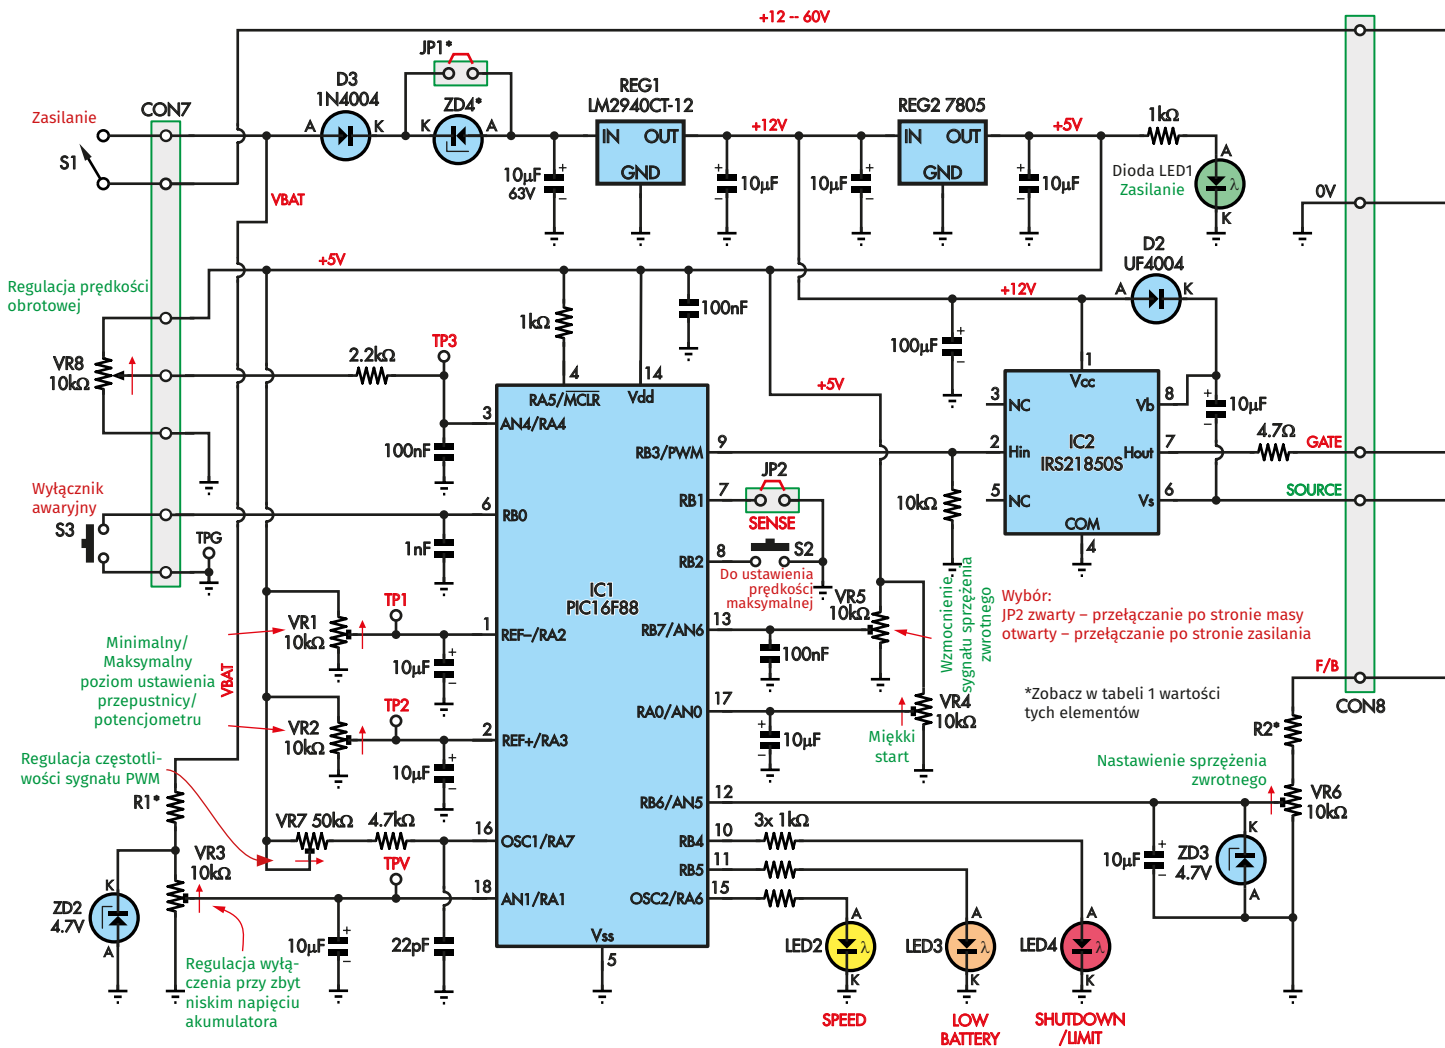 +12 -- 60V
JP1*
D3
1N4004
ZD4*
REG1
LM2940CT-12
REG2 7805
Zasilanie
CON7
A
K
K
A
IN
OUT
GND
+12V
IN
OUT
GND
+5V
1kΩ
S1
10µF
63V
+
–
10µF
+
–
10µF
+
–
10µF
+
–
Dioda LED1
Zasilanie
A
λ
K
0V
VBAT
D2
UF4004
+5V
Regulacja prędkości
obrotowej
A
K
+12V
1kΩ
100nF
100µF
+
–
VR8
10kΩ
2.2kΩ
TP3
+5V
4
14
RA5/MCLR
Vdd
3
AN4/RA4
100nF
1
Vcc
3
NC
Vb
8
10µF
+
–
RB3/PWM
9
2
Hin
IC2
IRS21850S
Hout
7
4.7Ω
GATE
5
NC
Vs
6
SOURCE
COM
4
10kΩ
Wyłącznik
awaryjny
S3
TPG
6
RB0
1nF
RB1
7
JP2
SENSE
RB2
8
S2
Do ustawienia
prędkości
maksymalnej
IC1
PIC16F88
VR5
10kΩ
Wzmocnienie
sygnału sprzężenia
zwrotnego
Wybór:
JP2 zwarty – przełączanie po stronie masy
otwarty – przełączanie po stronie zasilania
VR1
10kΩ
TP1
1
REF–/RA2
10µF
+
–
RB7/AN6
13
100nF
Minimalny/
Maksymalny
poziom ustawienia
przepustnicy/
potencjometru
VBAT
F/B
CON8
*Zobacz w tabeli 1 wartości
tych elementów
VR2
10kΩ
TP2
2
REF+/RA3
10µF
+
–
RA0/AN0
17
10µF
+
–
VR4
10kΩ
Miękki
start
R2*
Regulacja częstotli-
wości sygnału PWM
Nastawienie sprzężenia
zwrotnego
R1*
VR6
10kΩ
RB6/AN5
12
VR7 50kΩ
4.7kΩ
16
OSC1/RA7
RB4
10
3x 1kΩ
TPV
RB5
11
VR3
10kΩ
18
AN1/RA1
OSC2/RA6
15
10µF
+
–
K
ZD3
4.7V
A
K
ZD2
4.7V
A
10µF
+
–
22pF
Vss
5
Regulacja wyłą-
czenia przy zbyt
niskim napięciu
akumulatora
A
LED2
λ
K
A
LED3
λ
K
A
LED4
λ
K
SPEED
LOW
BATTERY
SHUTDOWN
/LIMIT